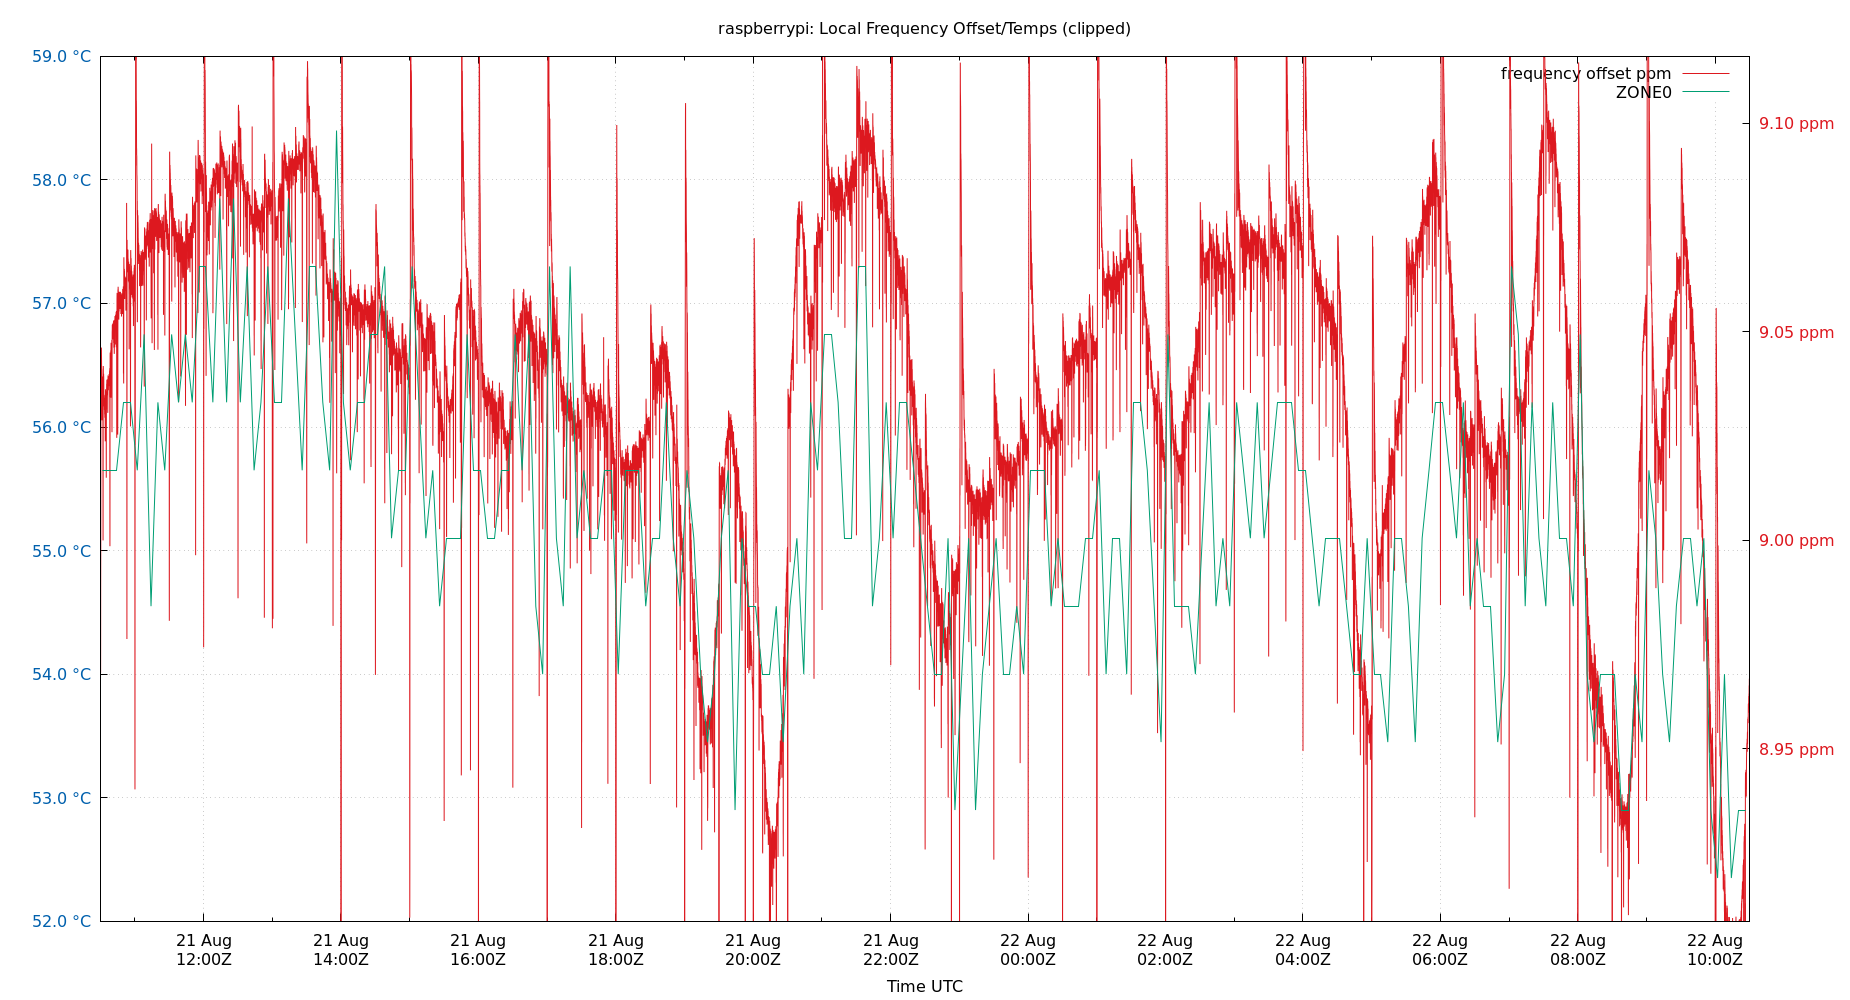 raspberrypi: Local Frequency Offset/Temps (clipped)
frequency offset ppm
ZONE0
59.0 °C
58.0 °C
57.0 °C
56.0 °C
55.0 °C
54.0 °C
53.0 °C
52.0 °C
9.10 ppm
9.05 ppm
9.00 ppm
8.95 ppm
21 Aug 21 Aug 21 Aug 21 Aug 21 Aug 21 Aug 22 Aug 22 Aug 22 Aug 22 Aug 22 Aug 22 Aug
12:00Z 14:00Z 16:00Z 18:00Z 20:00Z 22:00Z 00:00Z 02:00Z 04:00Z 06:00Z 08:00Z 10:00Z
Time UTC